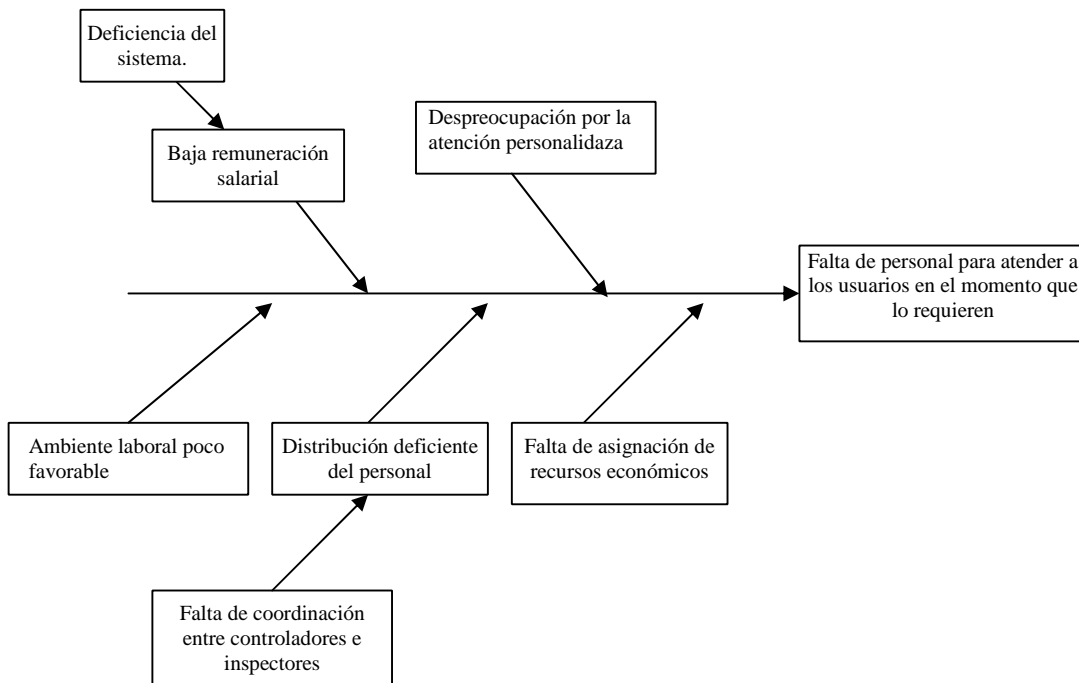 Deficiencia del
sistema.
Baja remuneración
salarial
Despreocupación por la
atención personalidaza
Falta de personal para atender a
los usuarios en el momento que
lo requieren
Ambiente laboral poco
favorable
Distribución deficiente
del personal
Falta de asignación de
recursos económicos
Falta de coordinación
entre controladores e
inspectores